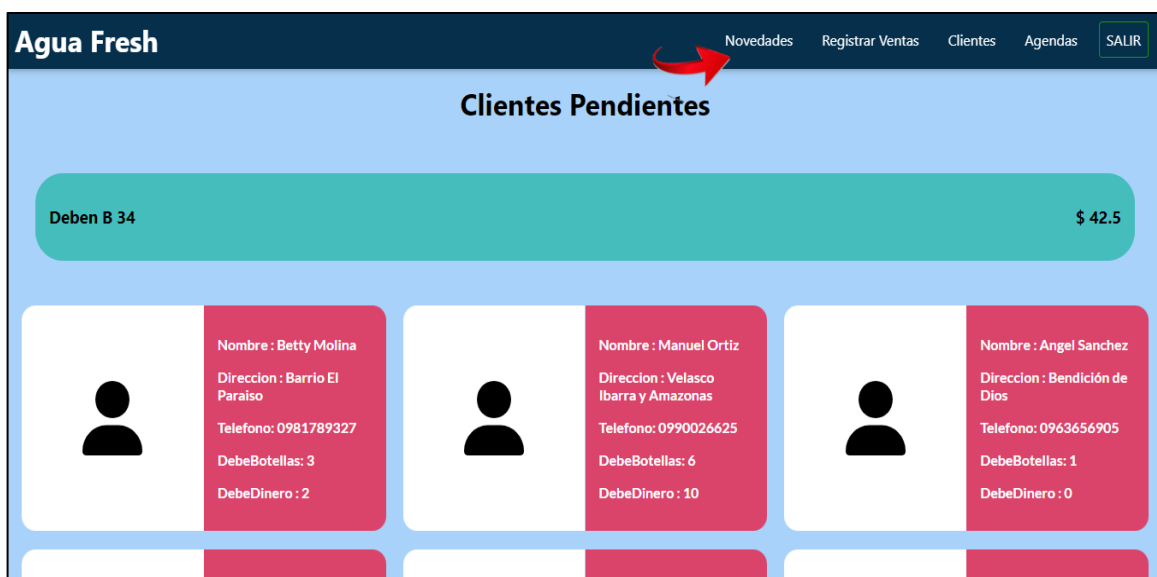 Agua Fresh
Novedades
Registrar Ventas
Clientes
Agendas
SALIR
Clientes Pendientes
Deben B 34
$ 42.5
Nombre : Betty Molina
Direccion : Barrio El
Paraiso
Telefono: 0981789327
DebeBotellas: 3
DebeDinero : 2
Nombre : Manuel Ortiz
Direccion : Velasco
Ibarra y Amazonas
Telefono: 0990026625
DebeBotellas: 6
DebeDinero : 10
Nombre : Angel Sanchez
Direccion : Bendición de
Dios
Telefono: 0963656905
DebeBotellas: 1
DebeDinero : 0